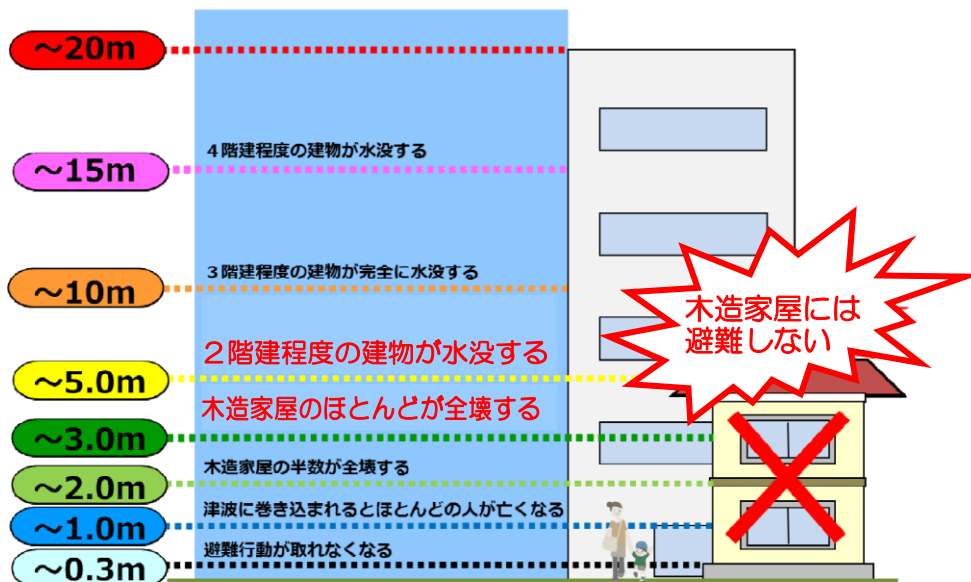 ～20m
4階建程度の建物が水没する
～15m
3階建程度の建物が完全に水没する
～10m
木造家屋には
避難しない
２階建程度の建物が水没する
～5.0m
木造家屋のほとんどが全壊する
～3.0m
木造家屋の半数が全壊する
～2.0m
津波に巻き込まれるとほとんどの人が亡くなる
～1.0m
避難行動が取れなくなる
～0.3m